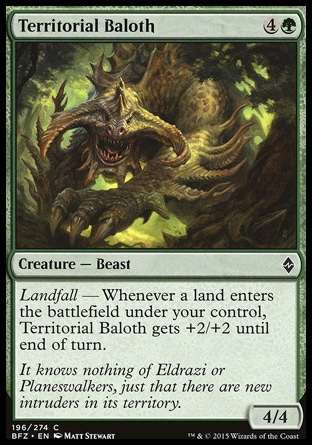 Territorial Baloth 4
Creature — Beast
Landfall — Whenever a land enters
the battlefield under your control,
Territorial Baloth gets +2/+2 until
end of turn.
It knows nothing of Eldrazi or
Planeswalkers, just that there are new
intruders in its territory.
4/4
196/274 C
BFZ • EN Matt Stewart
™ & © 2015 Wizards of the Coast